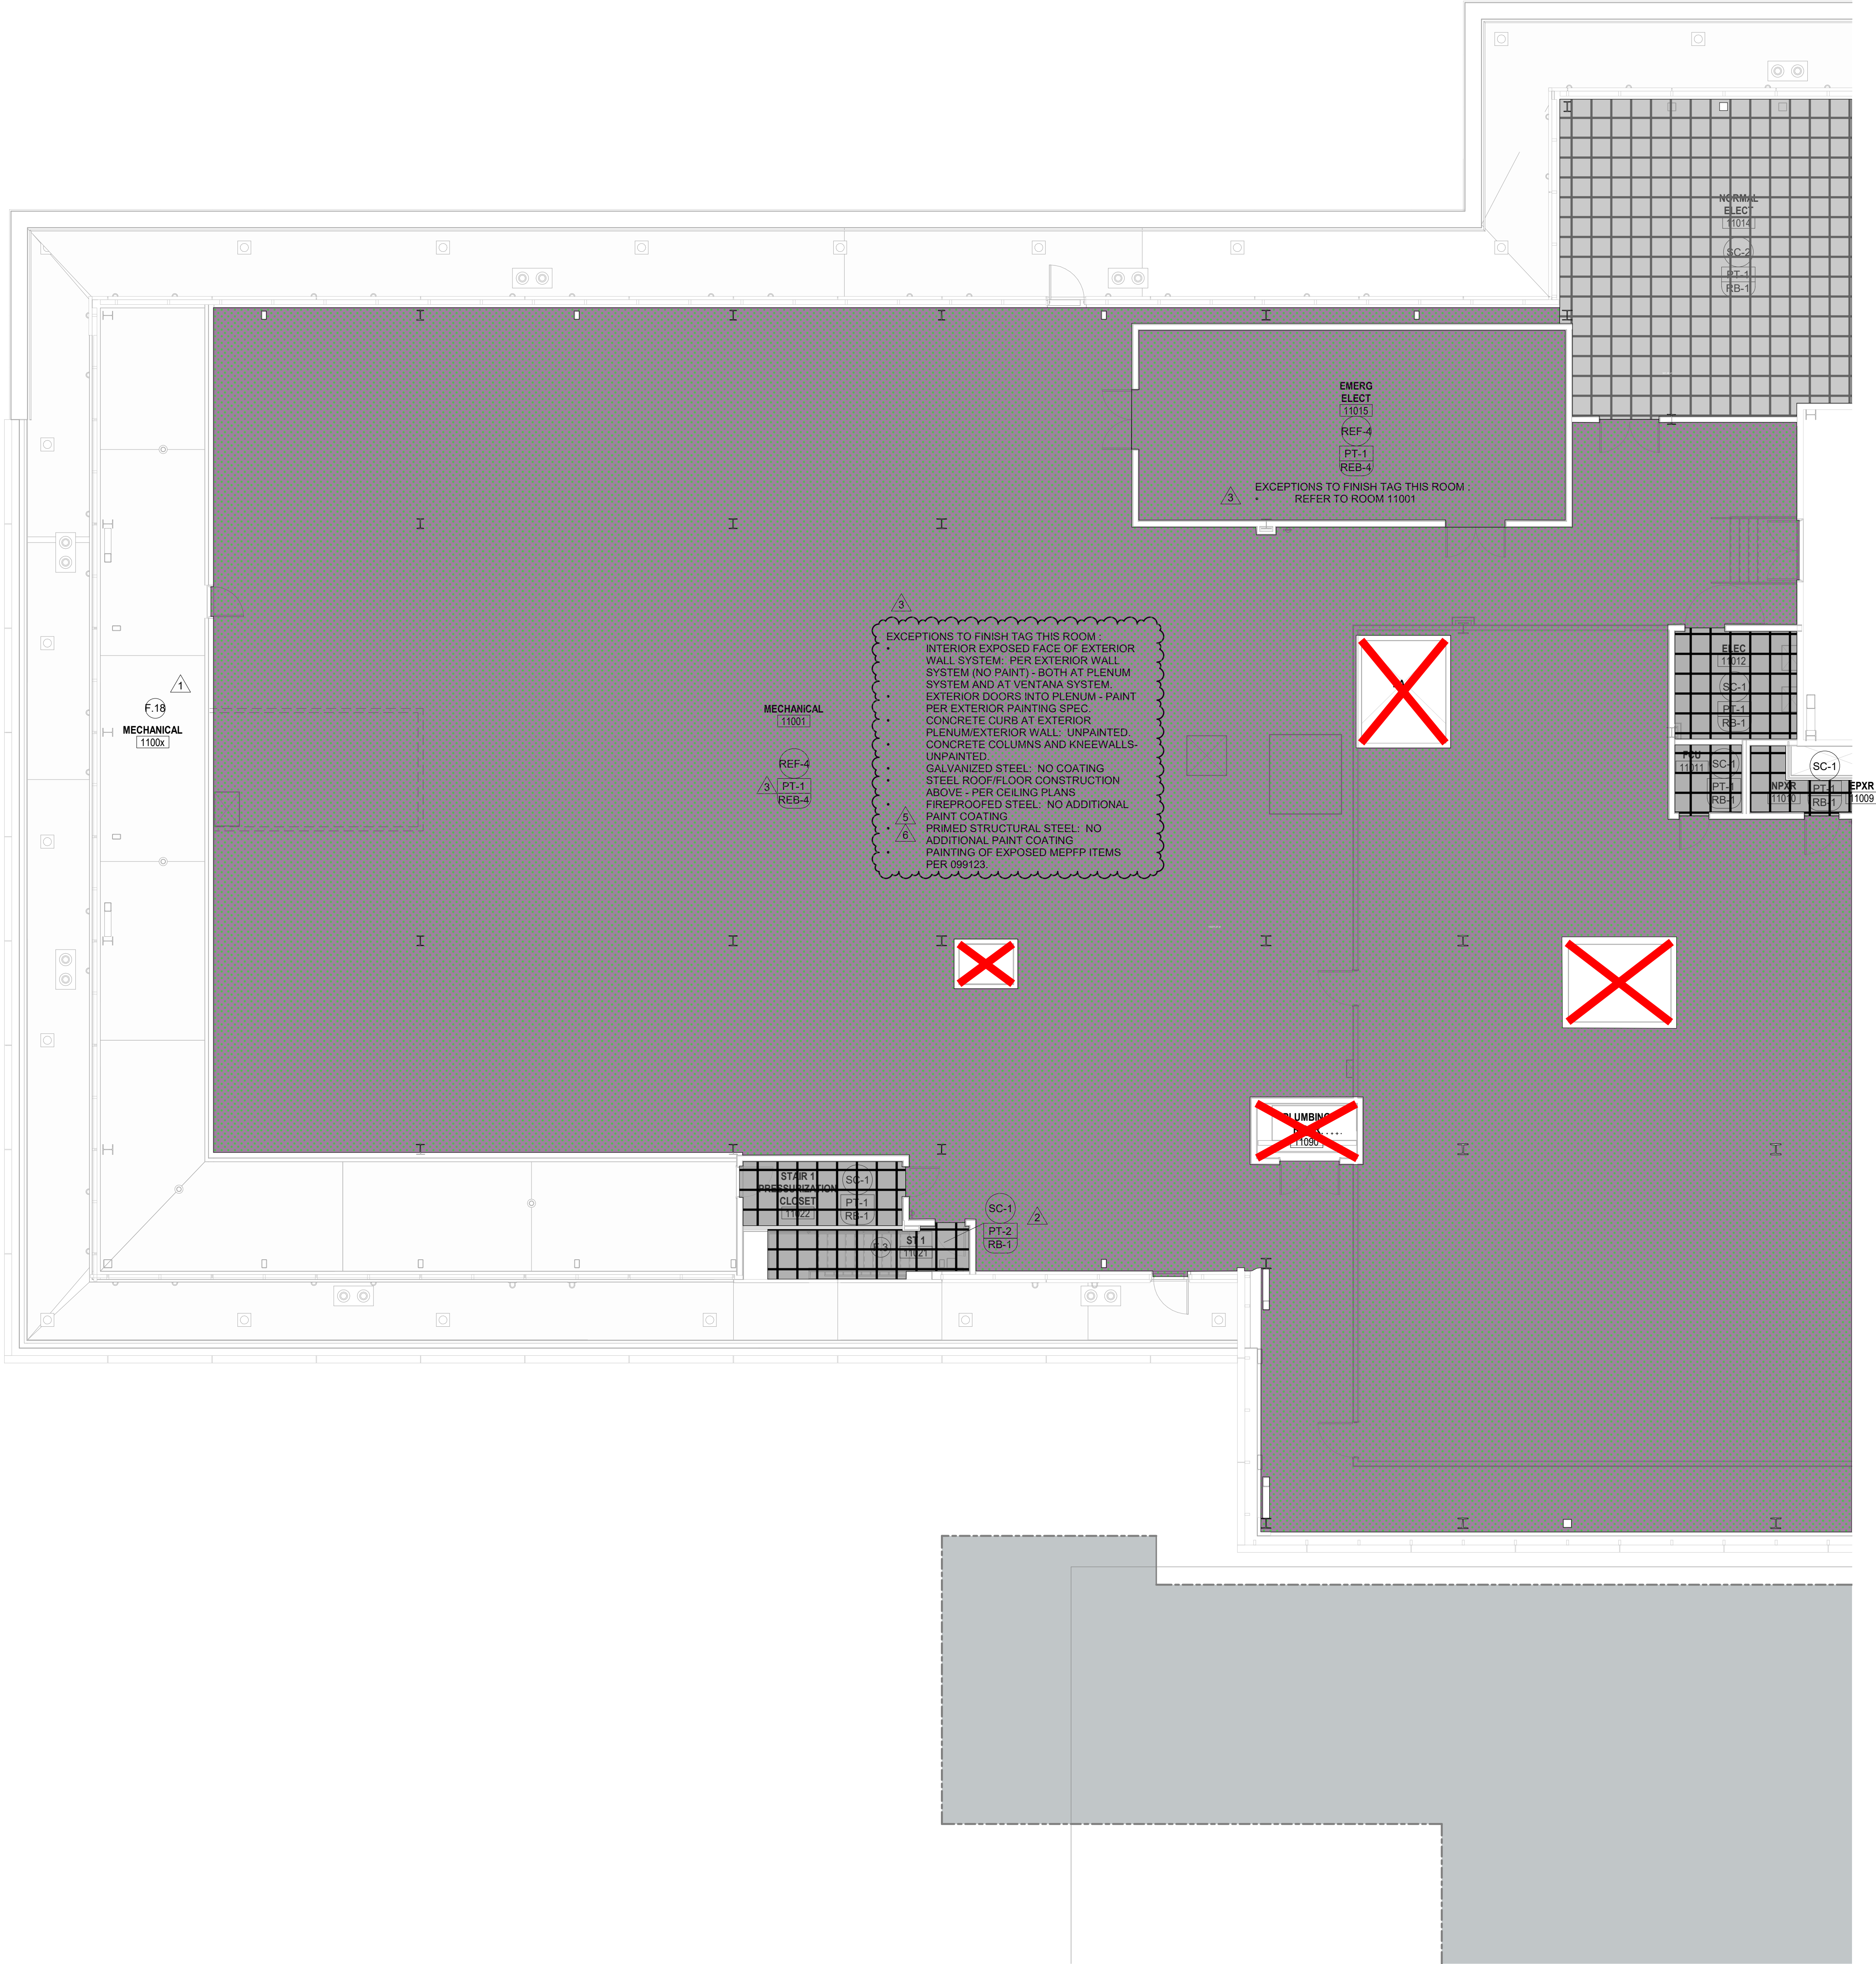 NORMAL
ELECT
11014
SC-2
PT-1
RB-1
EMERG
ELECT
11015
REF-4
PT-1
REB-4
3
EXCEPTIONS TO FINISH TAG THIS ROOM :
• REFER TO ROOM 11001
3
EXCEPTIONS TO FINISH TAG THIS ROOM :
• INTERIOR EXPOSED FACE OF EXTERIOR
WALL SYSTEM: PER EXTERIOR WALL
SYSTEM (NO PAINT) - BOTH AT PLENUM
SYSTEM AND AT VENTANA SYSTEM.
• EXTERIOR DOORS INTO PLENUM - PAINT
PER EXTERIOR PAINTING SPEC.
• CONCRETE CURB AT EXTERIOR
PLENUM/EXTERIOR WALL: UNPAINTED.
• CONCRETE COLUMNS AND KNEEWALLS-
UNPAINTED.
• GALVANIZED STEEL: NO COATING
• STEEL ROOF/FLOOR CONSTRUCTION
ABOVE - PER CEILING PLANS
• FIREPROOFED STEEL: NO ADDITIONAL
PAINT COATING
• PRIMED STRUCTURAL STEEL: NO
ADDITIONAL PAINT COATING
• PAINTING OF EXPOSED MEPFP ITEMS
PER 099123.
5
6
MECHANICAL
11001
REF-4
3
PT-1
REB-4
1
F.18
MECHANICAL
1100x
ELEC
11012
SC-1
PT-1
RB-1
FCU
11011
SC-1
PT-1
RB-1
NPXR
11010
SC-1
PT-1
RB-1
EPXR
11009
PLUMBING
11090
STAIR 1
PRESSURIZATION
CLOSET
11022
SC-1
PT-1
RB-1
ST 1
11021
SC-1
PT-2
RB-1
2